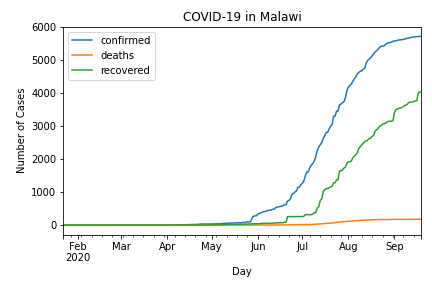 COVID-19 in Malawi
6000
5000
4000
3000
2000
1000
0
Number of Cases
confirmed
deaths
recovered
Feb Mar Apr May Jun Jul Aug Sep
2020
Day